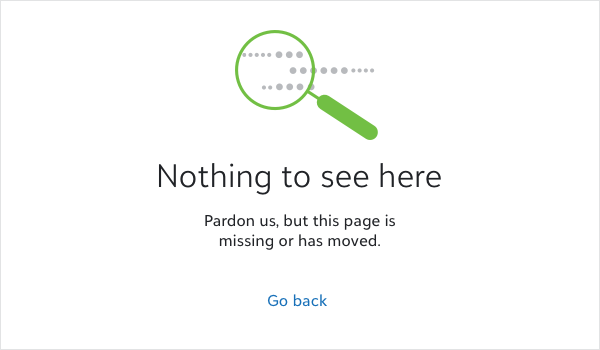 Nothing to see here
Pardon us, but this page is
missing or has moved.
Go back